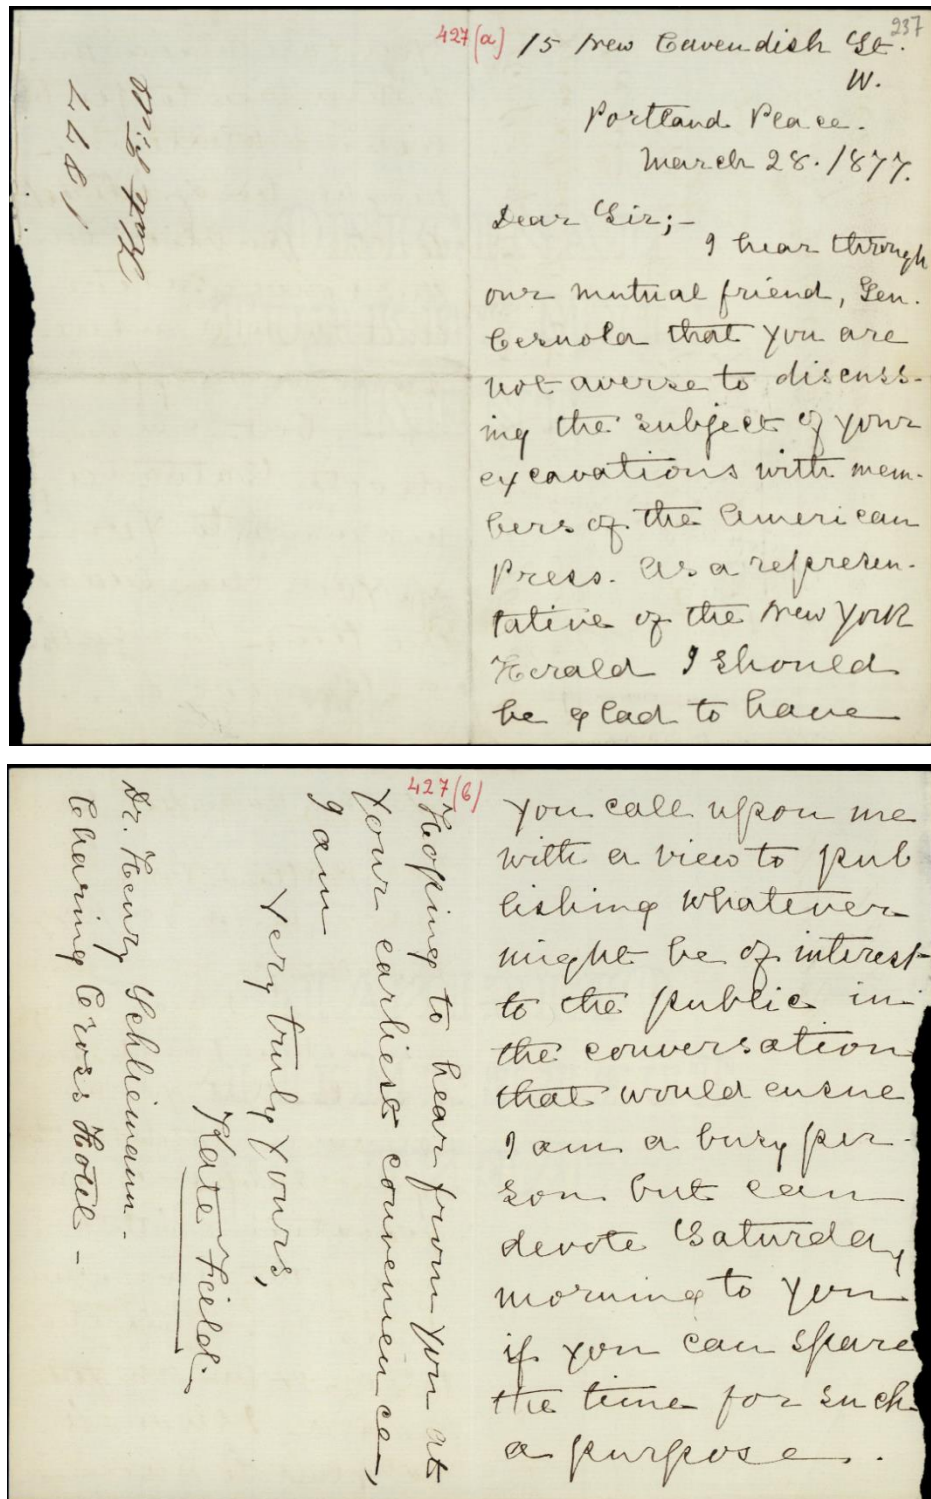 427(a)
237
15 New Cavendish St.
W.
Portland Place.
March 28. 1877.
Dear Sir;-
I hear through
our mutual friend, Gen.
Cesnola that you are
not averse to discuss-
ing the subject of your
excavations with mem-
bers of the American
Press. As a represen-
tative of the New York
Herald I should
be glad to have
1877
427(b)
you call upon me
with a view to pub
lishing whatever
might be of interest
to the public in
the conversation
that would ensue
I am a busy per-
son but can
devote Saturday
morning to you
if you can spare
the time for such
a purpose.
Hoping to hear from you at
your earliest convenience,
I am
Very truly yours,
Kate Field.
Dr. Henry Schliemann.
Charing Cross Hotel -